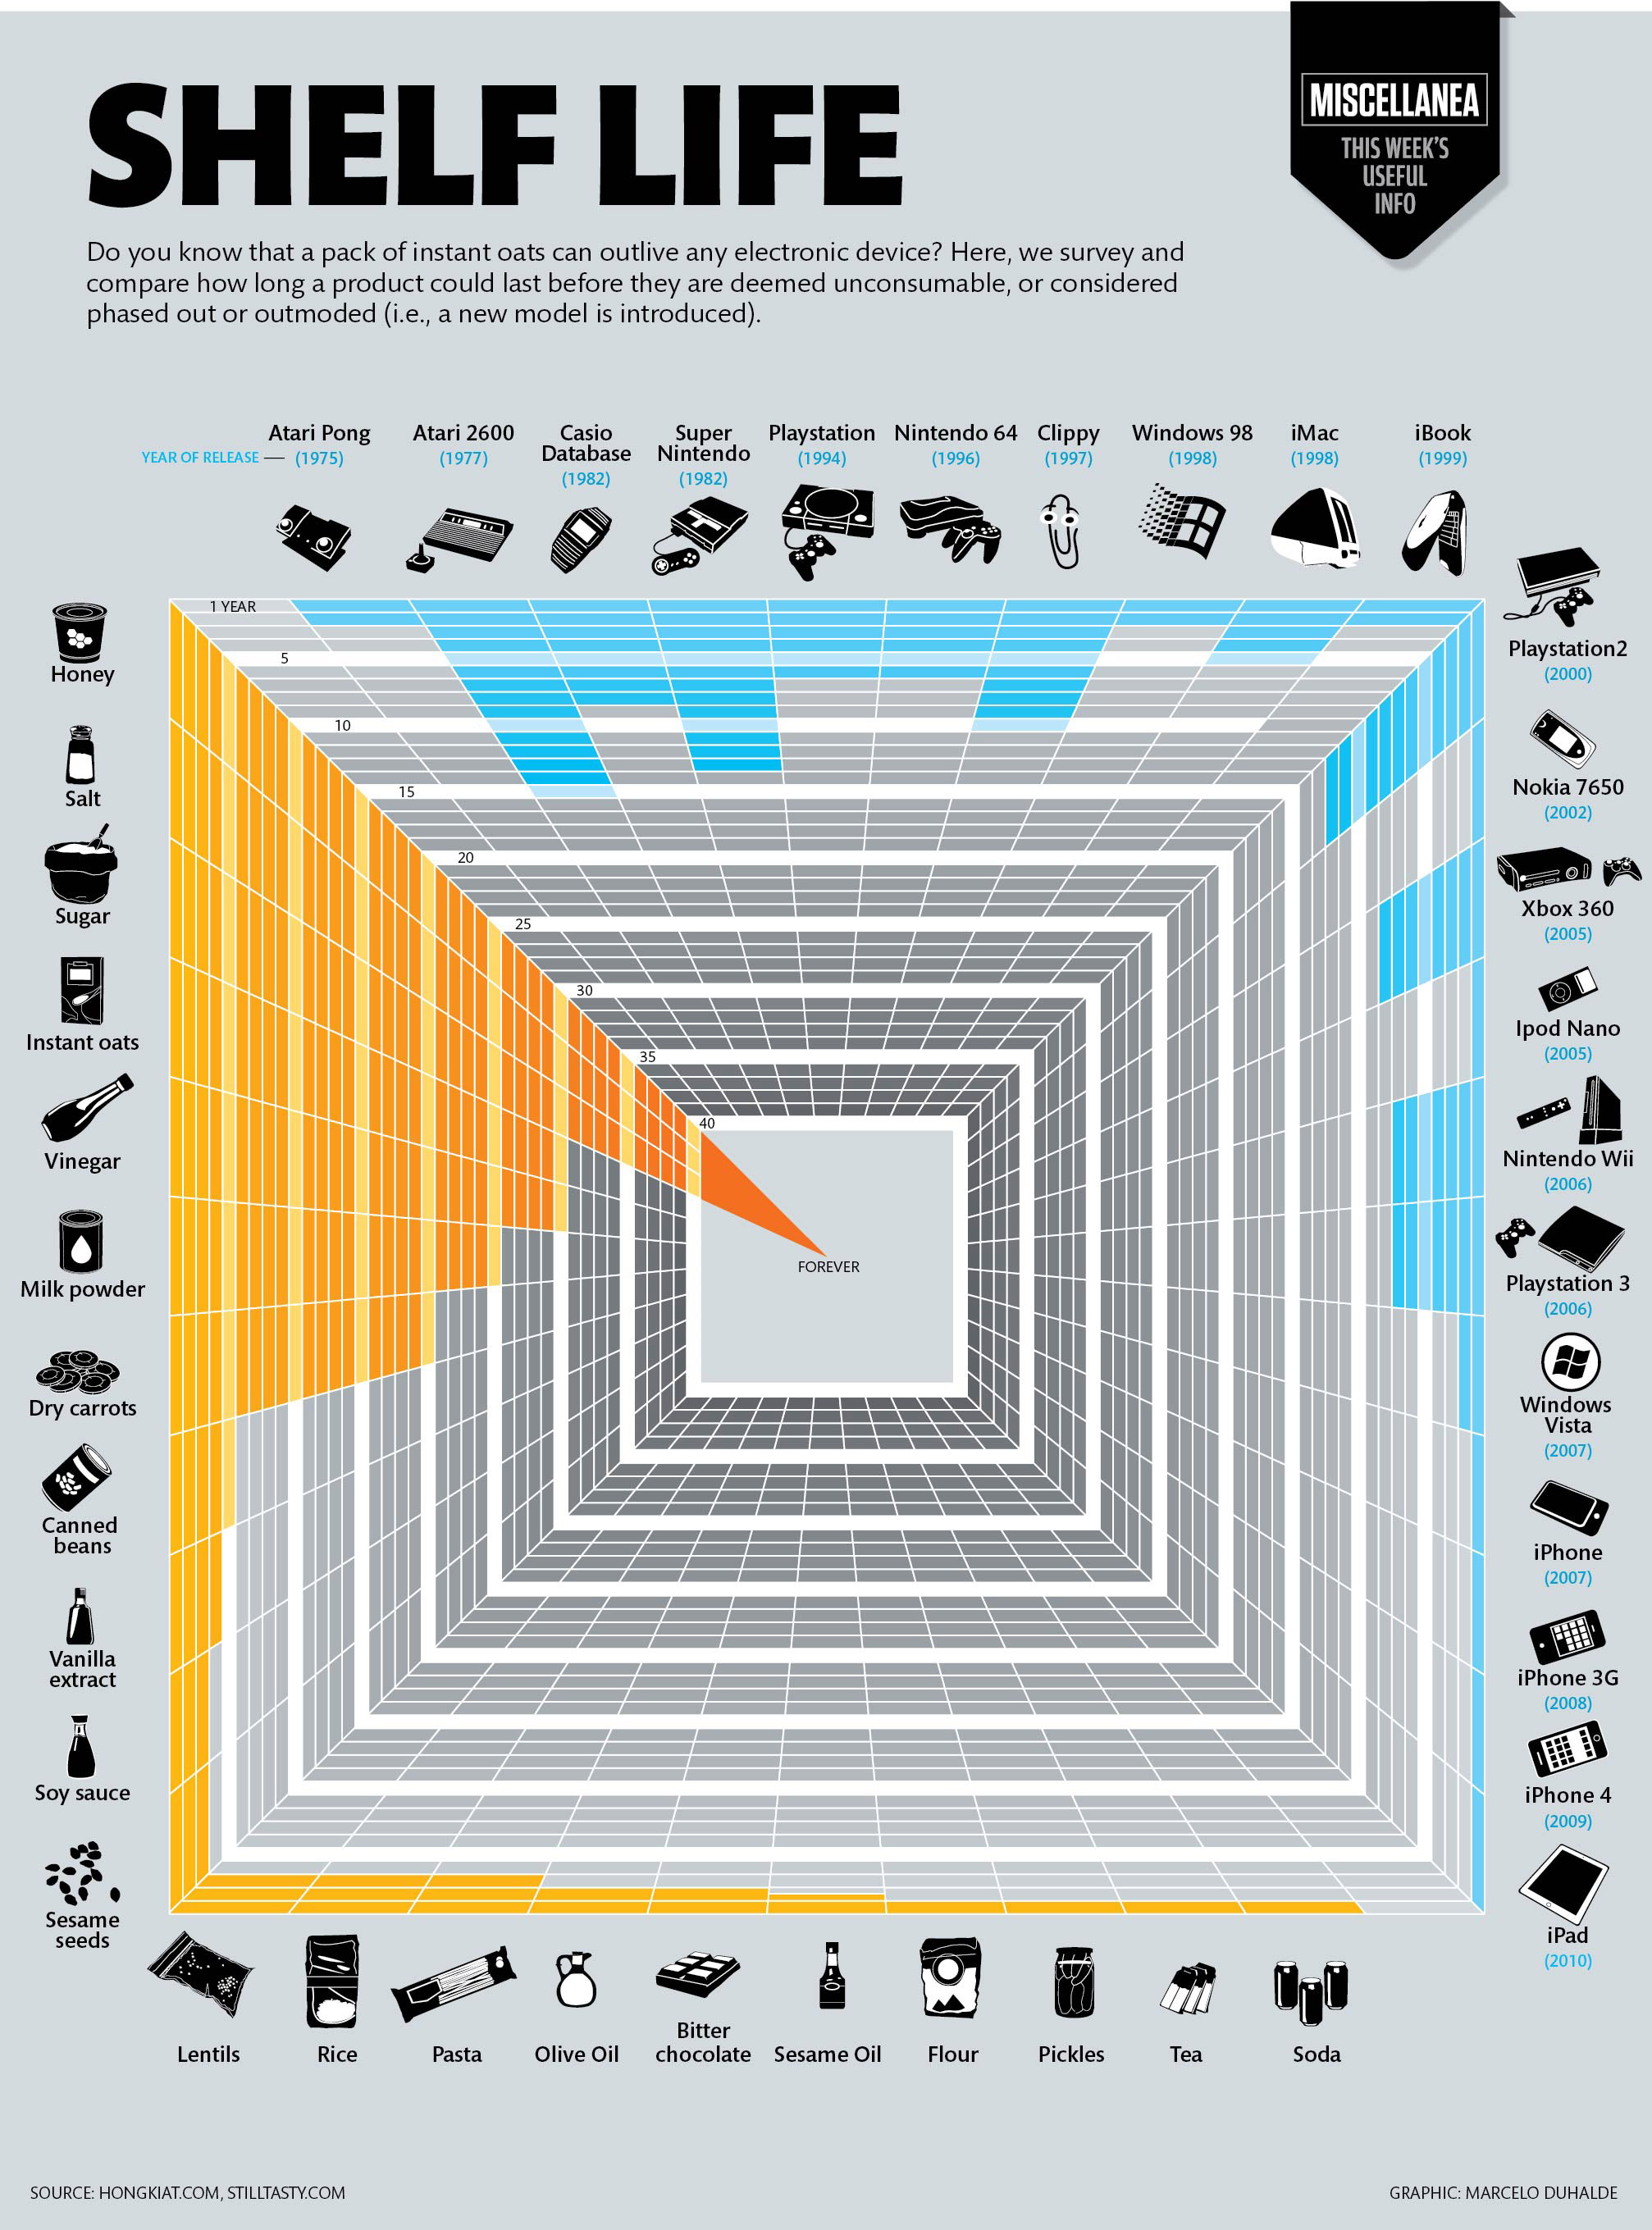 MISCELLANEA
THIS WEEK'S
USEFUL
INFO
SHELF LIFE
Do you know that a pack of instant oats can outlive any electronic device? Here, we survey and
compare how long a product could last before they are deemed unconsumable, or considered
phased out or outmoded (i.e., a new model is introduced).
YEAR OF RELEASE
Atari Pong
(1975)
Atari 2600
(1977)
Casio
Database
(1982)
Super
Nintendo
(1982)
Playstation
(1994)
Nintendo 64
(1996)
Clippy
(1997)
Windows 98
(1998)
iMac
(1998)
iBook
(1999)
Playstation2
(2000)
Nokia 7650
(2002)
Xbox 360
(2005)
Ipod Nano
(2005)
Nintendo Wii
(2006)
Playstation 3
(2006)
Windows
Vista
(2007)
iPhone
(2007)
iPhone 3G
(2008)
iPhone 4
(2009)
iPad
(2010)
1 YEAR
5
10
15
20
25
30
35
40
FOREVER
Honey
Salt
Sugar
Instant oats
Vinegar
Milk powder
Dry carrots
Canned
beans
Vanilla
extract
Soy sauce
Sesame
seeds
Lentils
Rice
Pasta
Olive Oil
Bitter
chocolate
Sesame Oil
Flour
Pickles
Tea
Soda
SOURCE: HONGKIAT.COM, STILLTASTY.COM
GRAPHIC: MARCELO DUHALDE